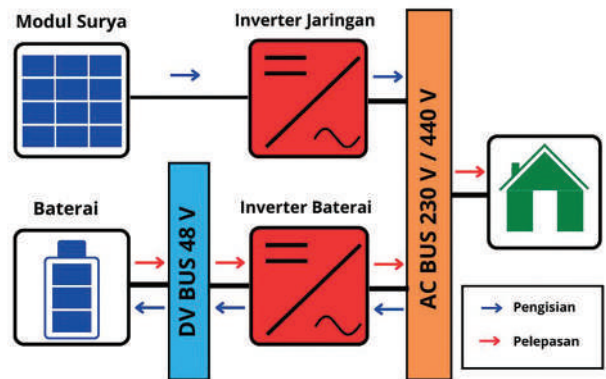 Modul Surya
Inverter Jaringan
AC BUS 230 V / 440 V
Baterai
DV BUS 48 V
Inverter Baterai
Pengisian
Pelepasan